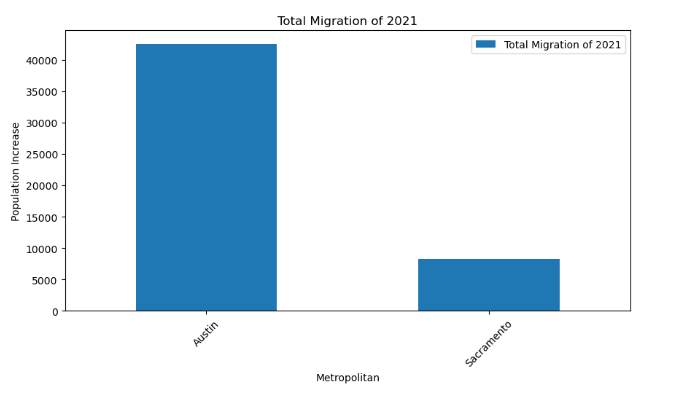 Total Migration of 2021
Total Migration of 2021
Population Increase
40000
35000
30000
25000
20000
15000
10000
5000
0
Austin
Sacramento
Metropolitan